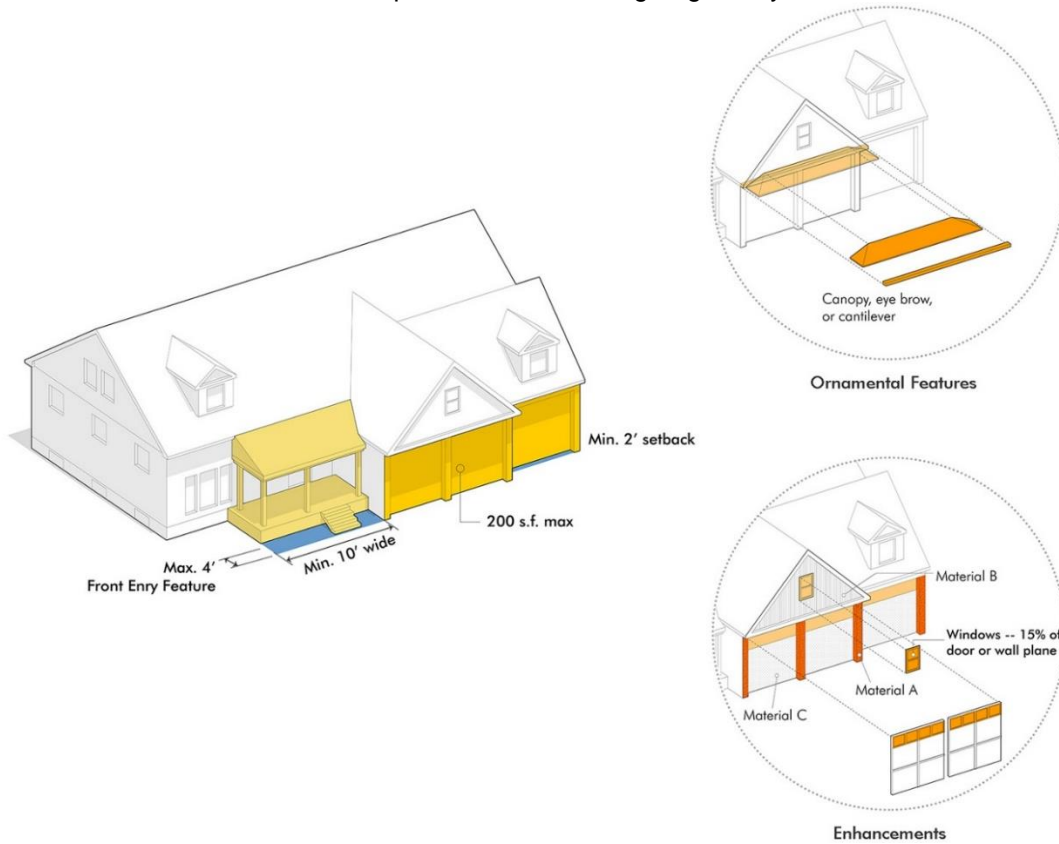 Canopy, eye brow,
or cantilever
Ornamental Features
Min. 2' setback
200 s.f. max
Min. 10' wide
Max. 4'
Front Enry Feature
Material B
Windows -- 15% of
door or wall plane
Material A
Material C
Enhancements